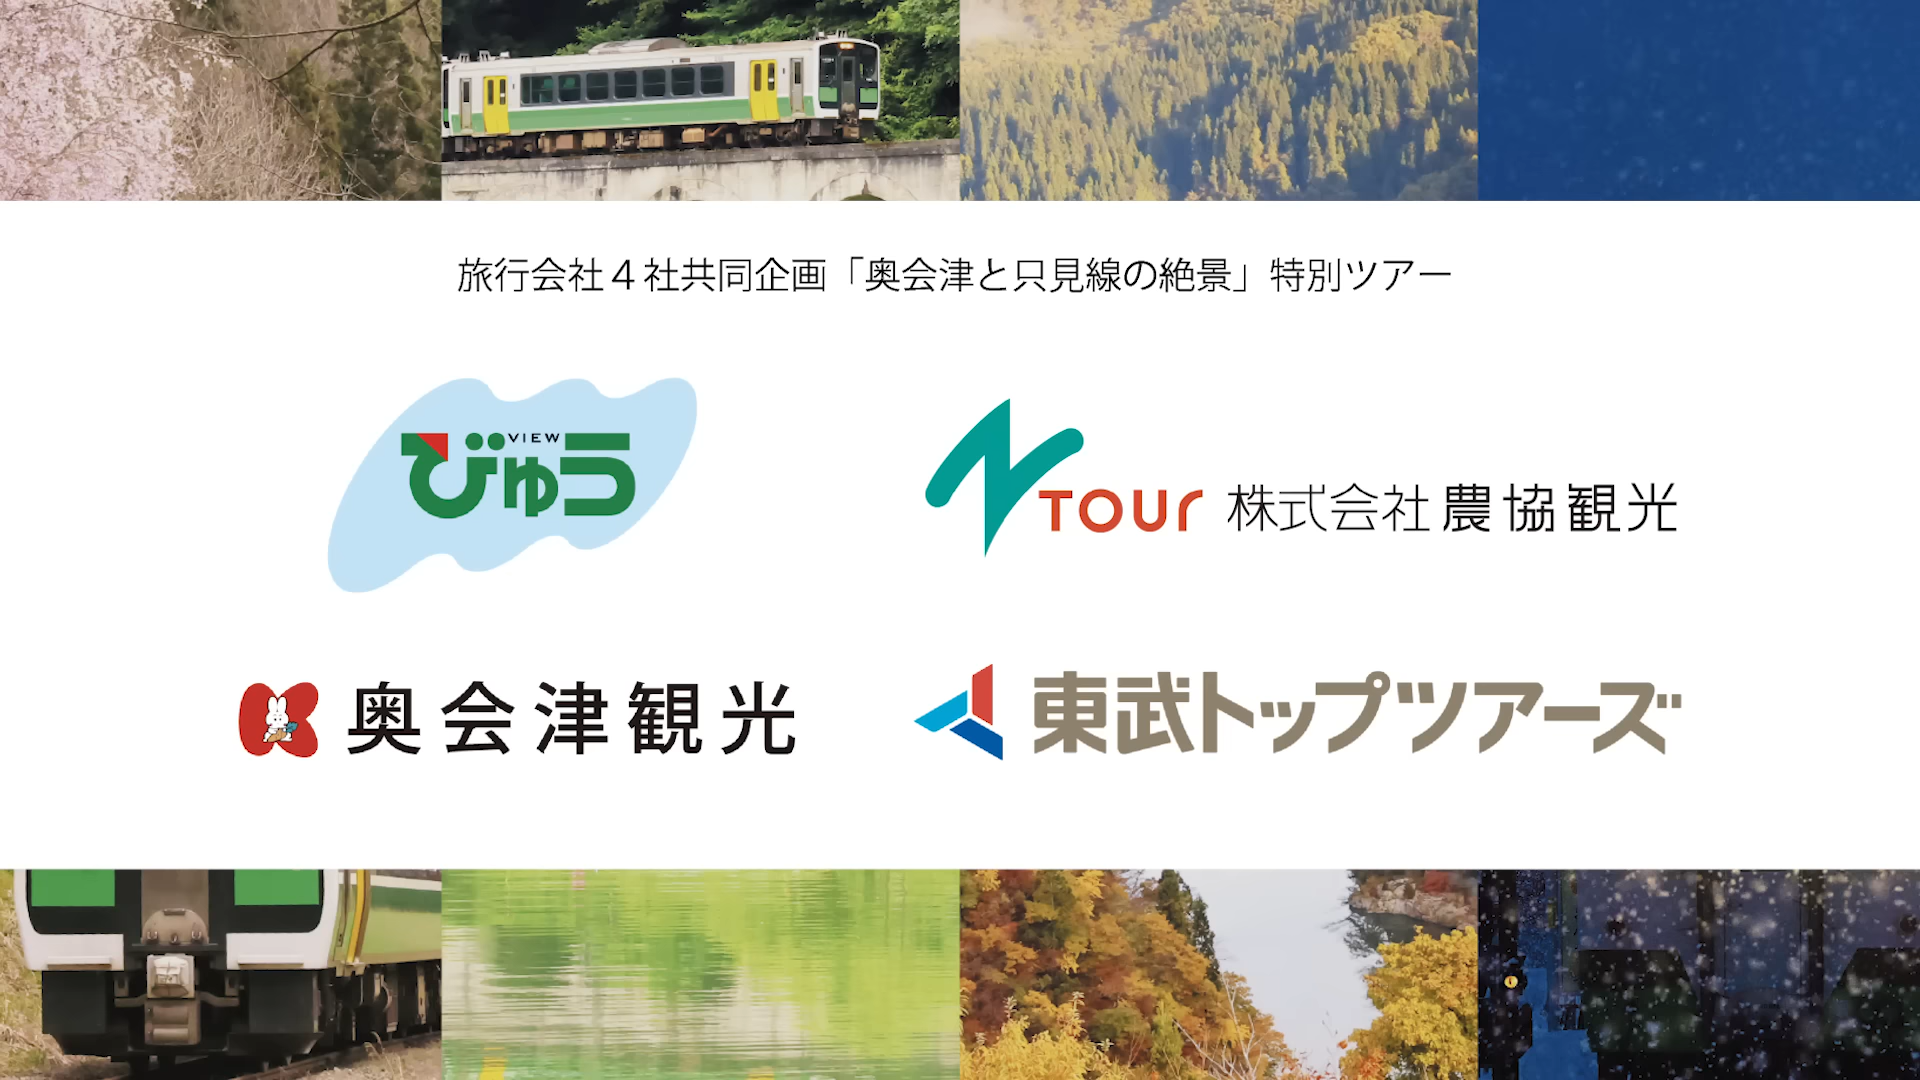 旅行会社４社共同企画「奥会津と只見線の絶景」特別ツアー
VIEW
びゅう
N TOUR 株式会社 農協観光
奥会津観光
東武トップツアーズ